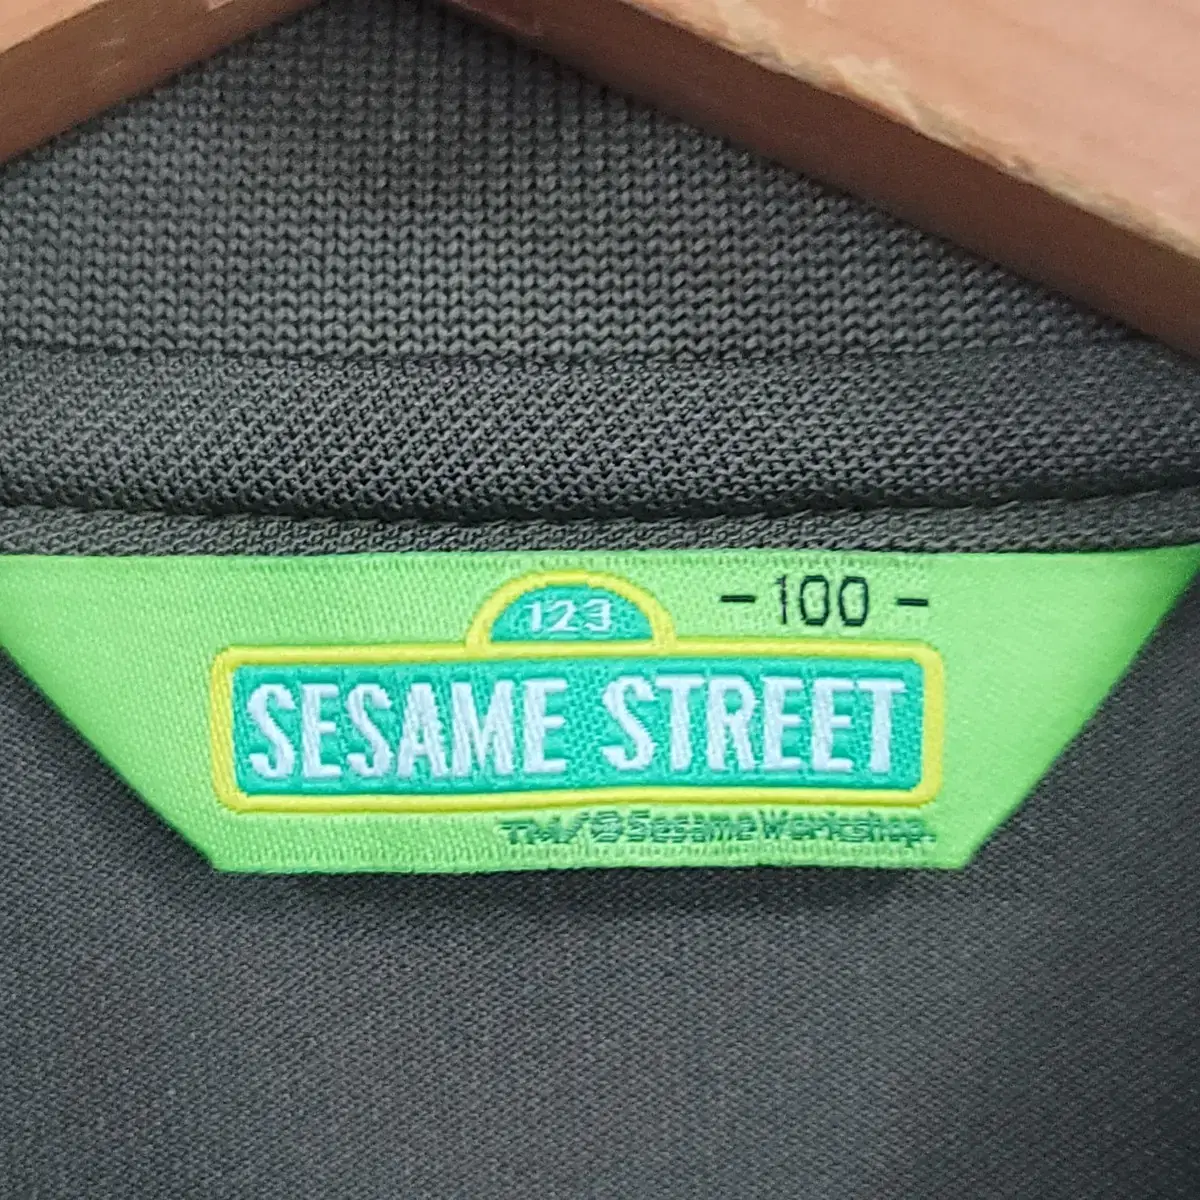 -100-
123
SESAME STREET
TM/©Sesame Workshop.